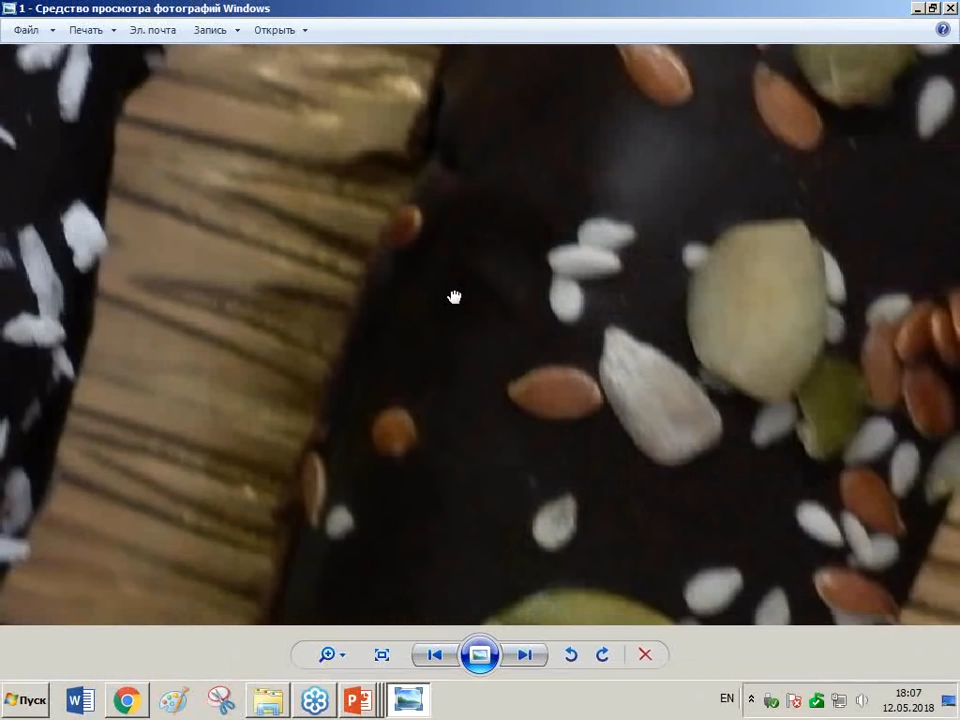 1 - Средство просмотра фотографий Windows
Файл Печать Эл. почта Запись Открыть
Пуск
EN
18:07
12.05.2018